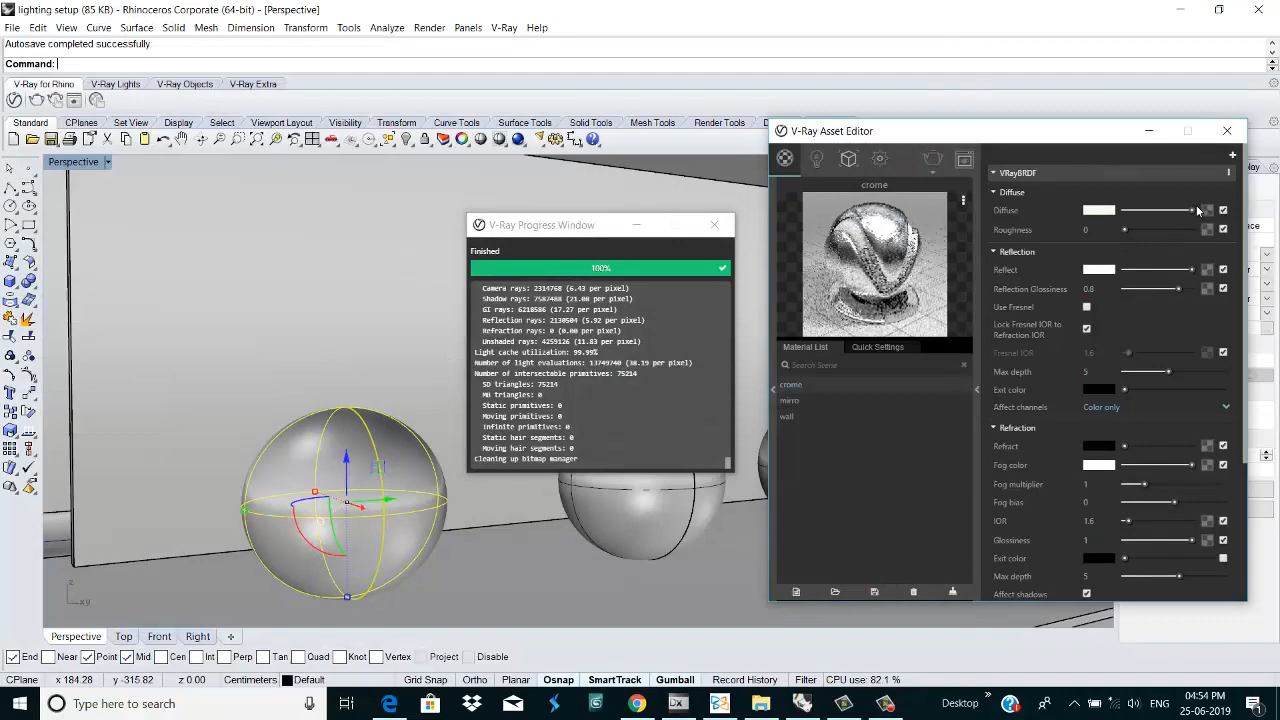 lighting setup (85 KB) - Rhinoceros Corporate (64-bit) - [Perspective]
File Edit View Curve Surface Solid Mesh Dimension Transform Tools Analyze Render Panels V-Ray Help
Autosave completed successfully
Command:
V-Ray for Rhino V-Ray Lights V-Ray Objects V-Ray Extra
Standard CPlanes Set View Display Select Viewport Layout Visibility Transform Curve Tools Surface Tools Solid Tools Mesh Tools Render Tools
Perspective
V-Ray Progress Window
Finished
100%
Camera rays: 2314768 (6.43 per pixel)
Shadow rays: 7587488 (21.08 per pixel)
GI rays: 6218586 (17.27 per pixel)
Reflection rays: 2130504 (5.92 per pixel)
Refraction rays: 0 (0.00 per pixel)
Unshaded rays: 4259126 (11.83 per pixel)
Light cache utilization: 99.99%
Number of light evaluations: 13749740 (38.19 per pixel)
Number of intersectable primitives: 75214
SD triangles: 75214
MB triangles: 0
Static primitives: 0
Moving primitives: 0
Infinite primitives: 0
Static hair segments: 0
Moving hair segments: 0
Cleaning up bitmap manager
V-Ray Asset Editor
crome
Material List Quick Settings
Search Scene
crome
mirro
wall
VRayBRDF
Diffuse
Diffuse
Roughness 0
Reflection
Reflect
Reflection Glossiness 0.8
Use Fresnel
Lock Fresnel IOR to
Refraction IOR
Fresnel IOR 1.6
Max depth 5
Exit color
Affect channels Color only
Refraction
Refract
Fog color
Fog multiplier 1
Fog bias 0
IOR 1.6
Glossiness 1
Exit color
Max depth 5
Affect shadows
z
xy
Perspective Top Front Right
End Near Point Mid Cen Int Perp Tan Quad Knot Vertex Project Disable
CPlane x 184.28 y -315.82 z 0.00 Centimeters Default Grid Snap Ortho Planar Osnap SmartTrack Gumball Record History Filter CPU use: 82.1 %
Type here to search
Desktop
ENG
04:54 PM
25-06-2019